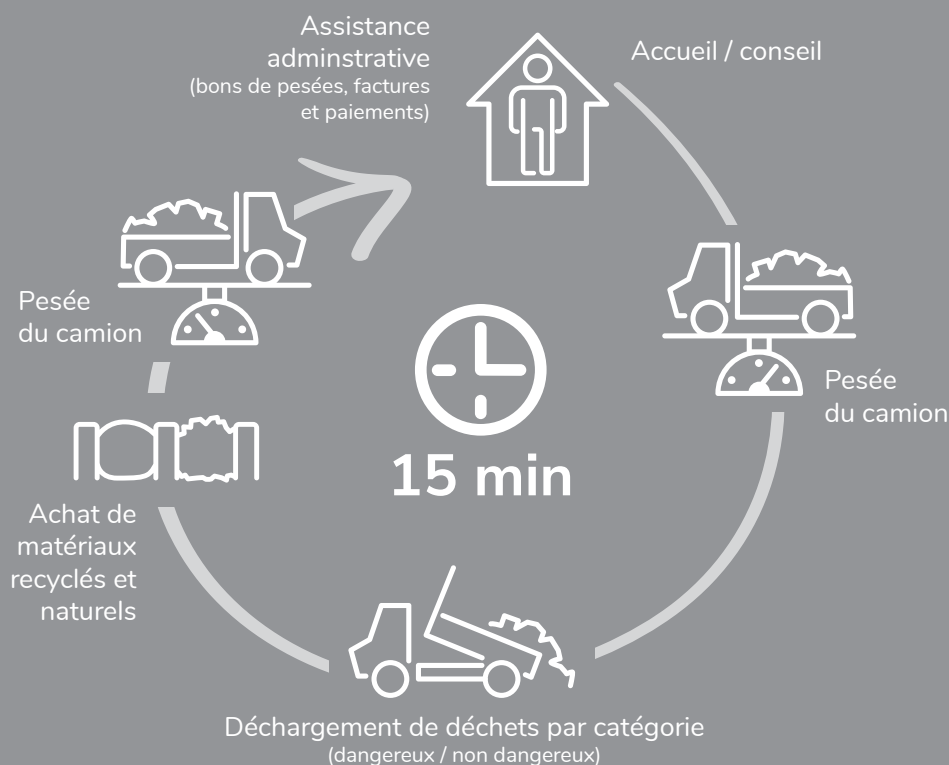 Assistance
adminstrative
(bons de pesées, factures
et paiements)
Accueil / conseil
Pesée
du camion
Pesée
du camion
15 min
Achat de
matériaux
recyclés et
naturels
Déchargement de déchets par catégorie
(dangereux / non dangereux)